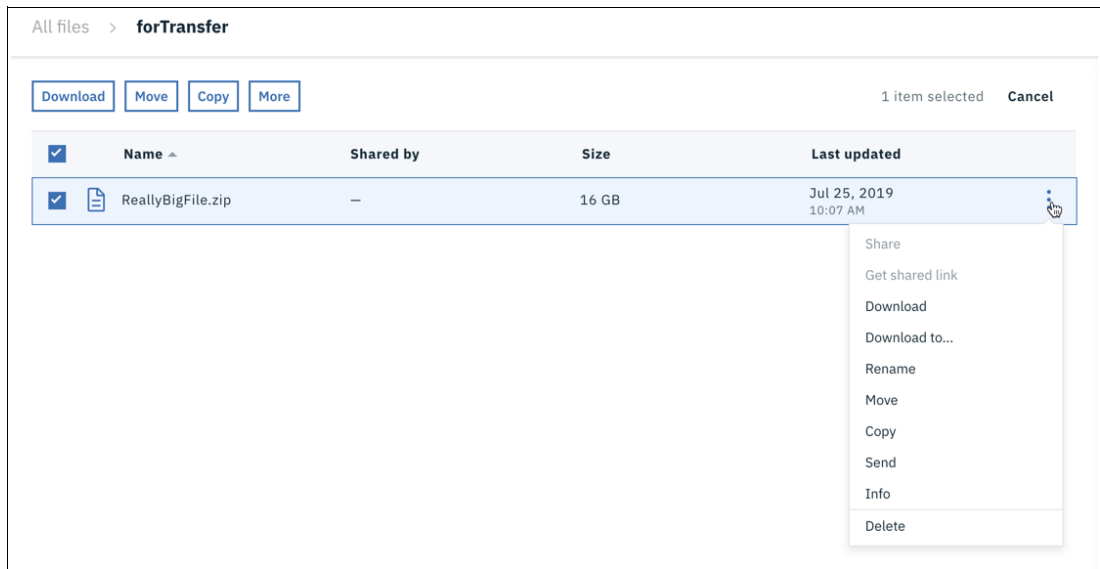 All files > forTransfer
Download Move Copy More 1 item selected Cancel
Name Shared by Size Last updated
ReallyBigFile.zip — 16 GB Jul 25, 2019
10:07 AM
Share
Get shared link
Download
Download to...
Rename
Move
Copy
Send
Info
Delete